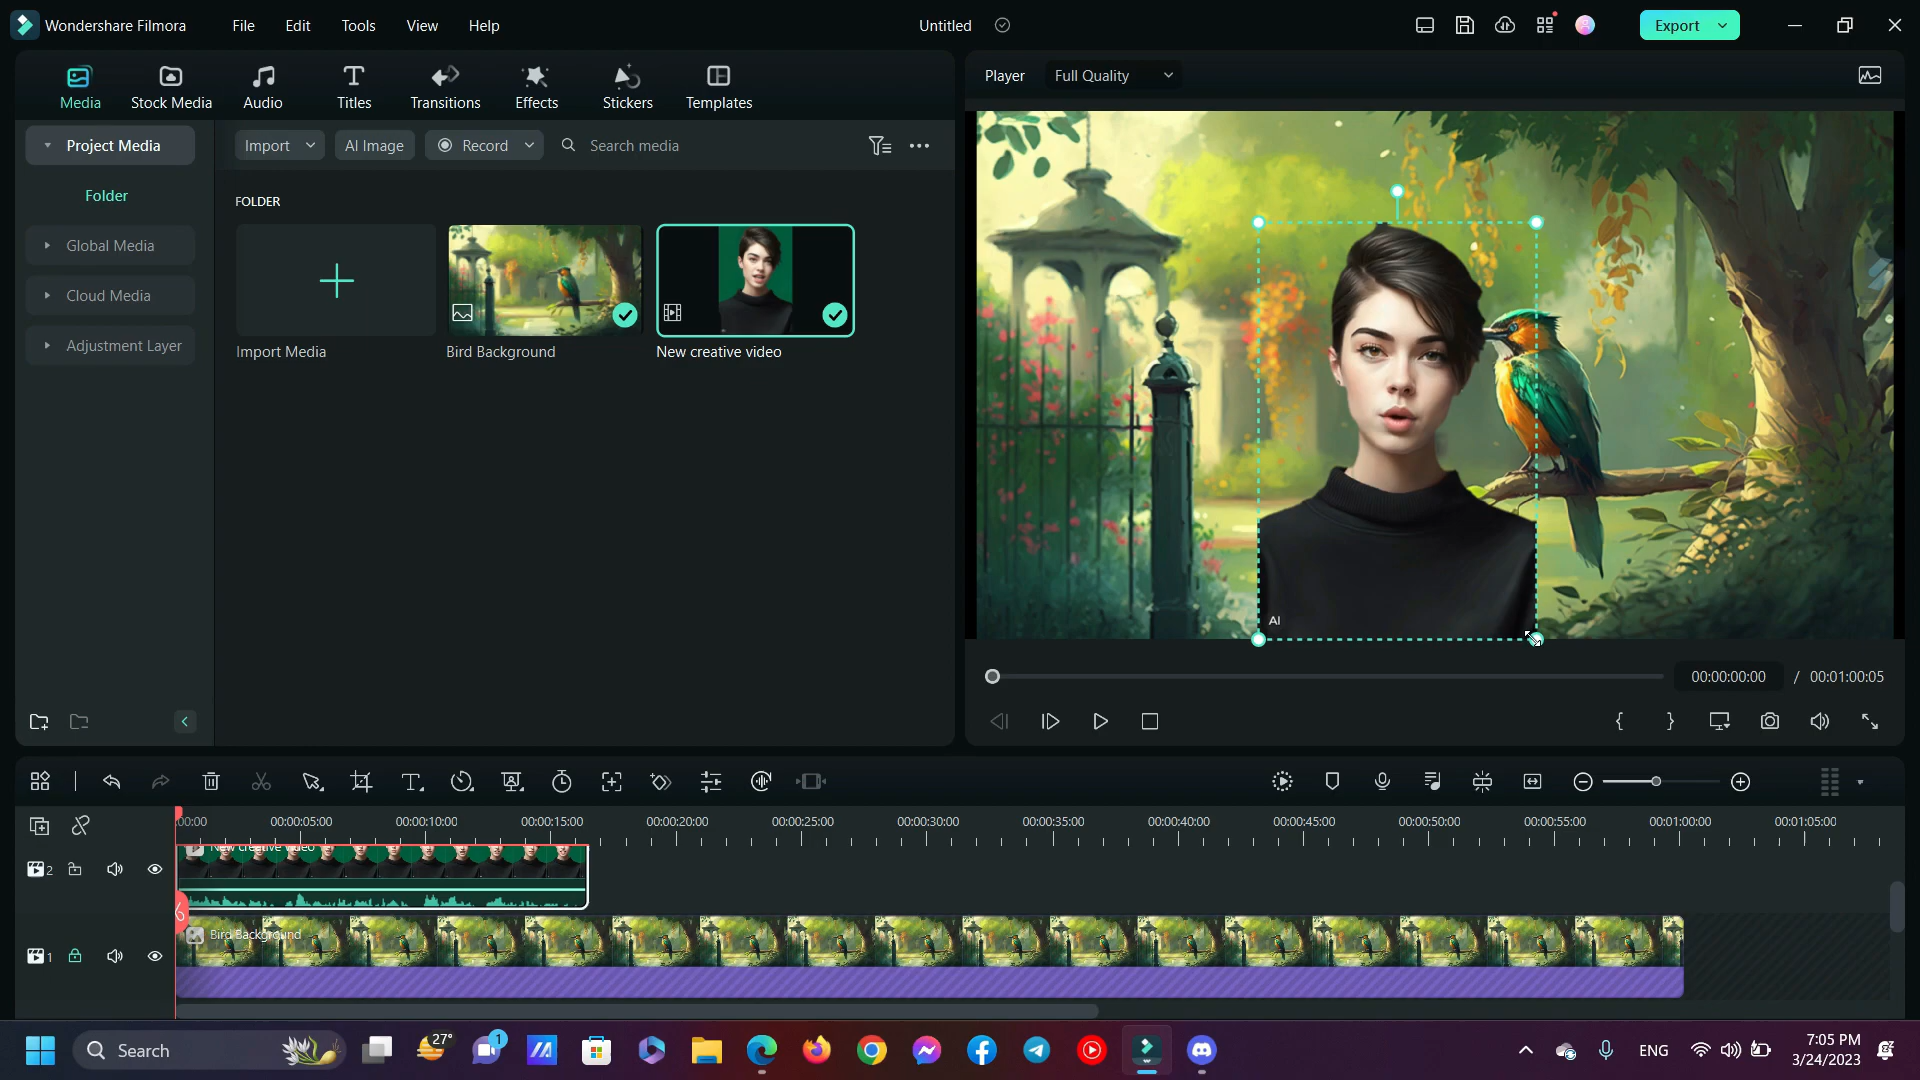 Wondershare Filmora
File Edit Tools View Help
Untitled
Export
Media Stock Media Audio Titles Transitions Effects Stickers Templates
Player Full Quality
Project Media
Import AI Image Record Search media
Folder
FOLDER
Global Media
Cloud Media
Adjustment Layer
Import Media Bird Background New creative video
AI
00:00:00:00 / 00:01:00:05
{ }
:00:00 00:00:05:00 00:00:10:00 00:00:15:00 00:00:20:00 00:00:25:00 00:00:30:00 00:00:35:00 00:00:40:00 00:00:45:00 00:00:50:00 00:00:55:00 00:01:00:00 00:01:05:00
New creative video
2
Bird Background
1
Search
27°
1
ENG
7:05 PM
3/24/2023